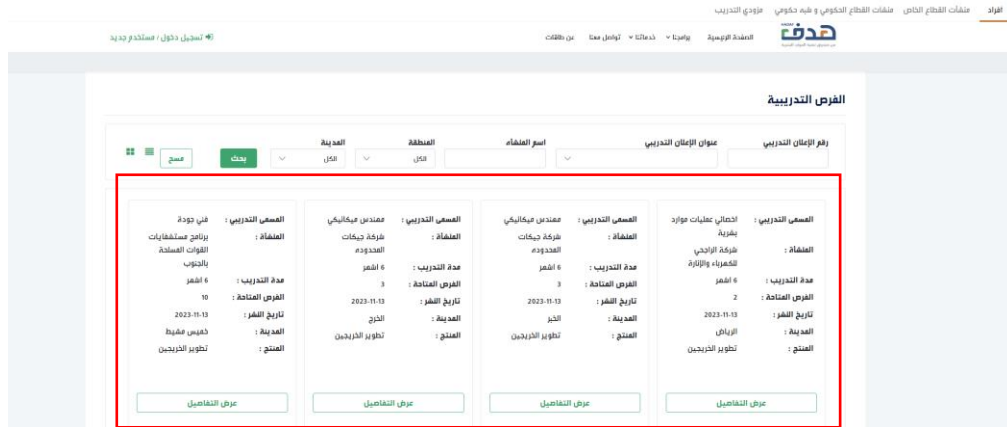 افراد منشآت القطاع الخاص منشآت القطاع الحكومي و شبه حكومي مزودي التدريب
هدف
الصفحة الرئيسية برامجنا خدماتنا تواصل معنا عن طاقات
تسجيل دخول / مستخدم جديد
الفرص التدريبية
رقم الإعلان التدريبي عنوان الإعلان التدريبي اسم المنشأه المنطقة المدينة
الكل الكل بحث مسح
المسمى التدريبي : اخصائي عمليات موارد
بشرية
المنشأة : شركة الراجحي
للكهرباء والإنارة
مدة التدريب : 6 اشهر
الفرص المتاحة : 2
تاريخ النشر : 2023-11-13
المدينة : الرياض
المنتج : تطوير الخريجين
عرض التفاصيل
المسمى التدريبي : مهندس ميكانيكي
المنشأة : شركة جيكات
المحدوده
مدة التدريب : 6 اشهر
الفرص المتاحة : 3
تاريخ النشر : 2023-11-13
المدينة : الخبر
المنتج : تطوير الخريجين
عرض التفاصيل
المسمى التدريبي : مهندس ميكانيكي
المنشأة : شركة جيكات
المحدوده
مدة التدريب : 6 اشهر
الفرص المتاحة : 3
تاريخ النشر : 2023-11-13
المدينة : الخرج
المنتج : تطوير الخريجين
عرض التفاصيل
المسمى التدريبي : فني جودة
المنشأة : برنامج مستشفايات
القوات المسلحة
بالجنوب
مدة التدريب : 6 اشهر
الفرص المتاحة : 10
تاريخ النشر : 2023-11-13
المدينة : خميس مشيط
المنتج : تطوير الخريجين
عرض التفاصيل